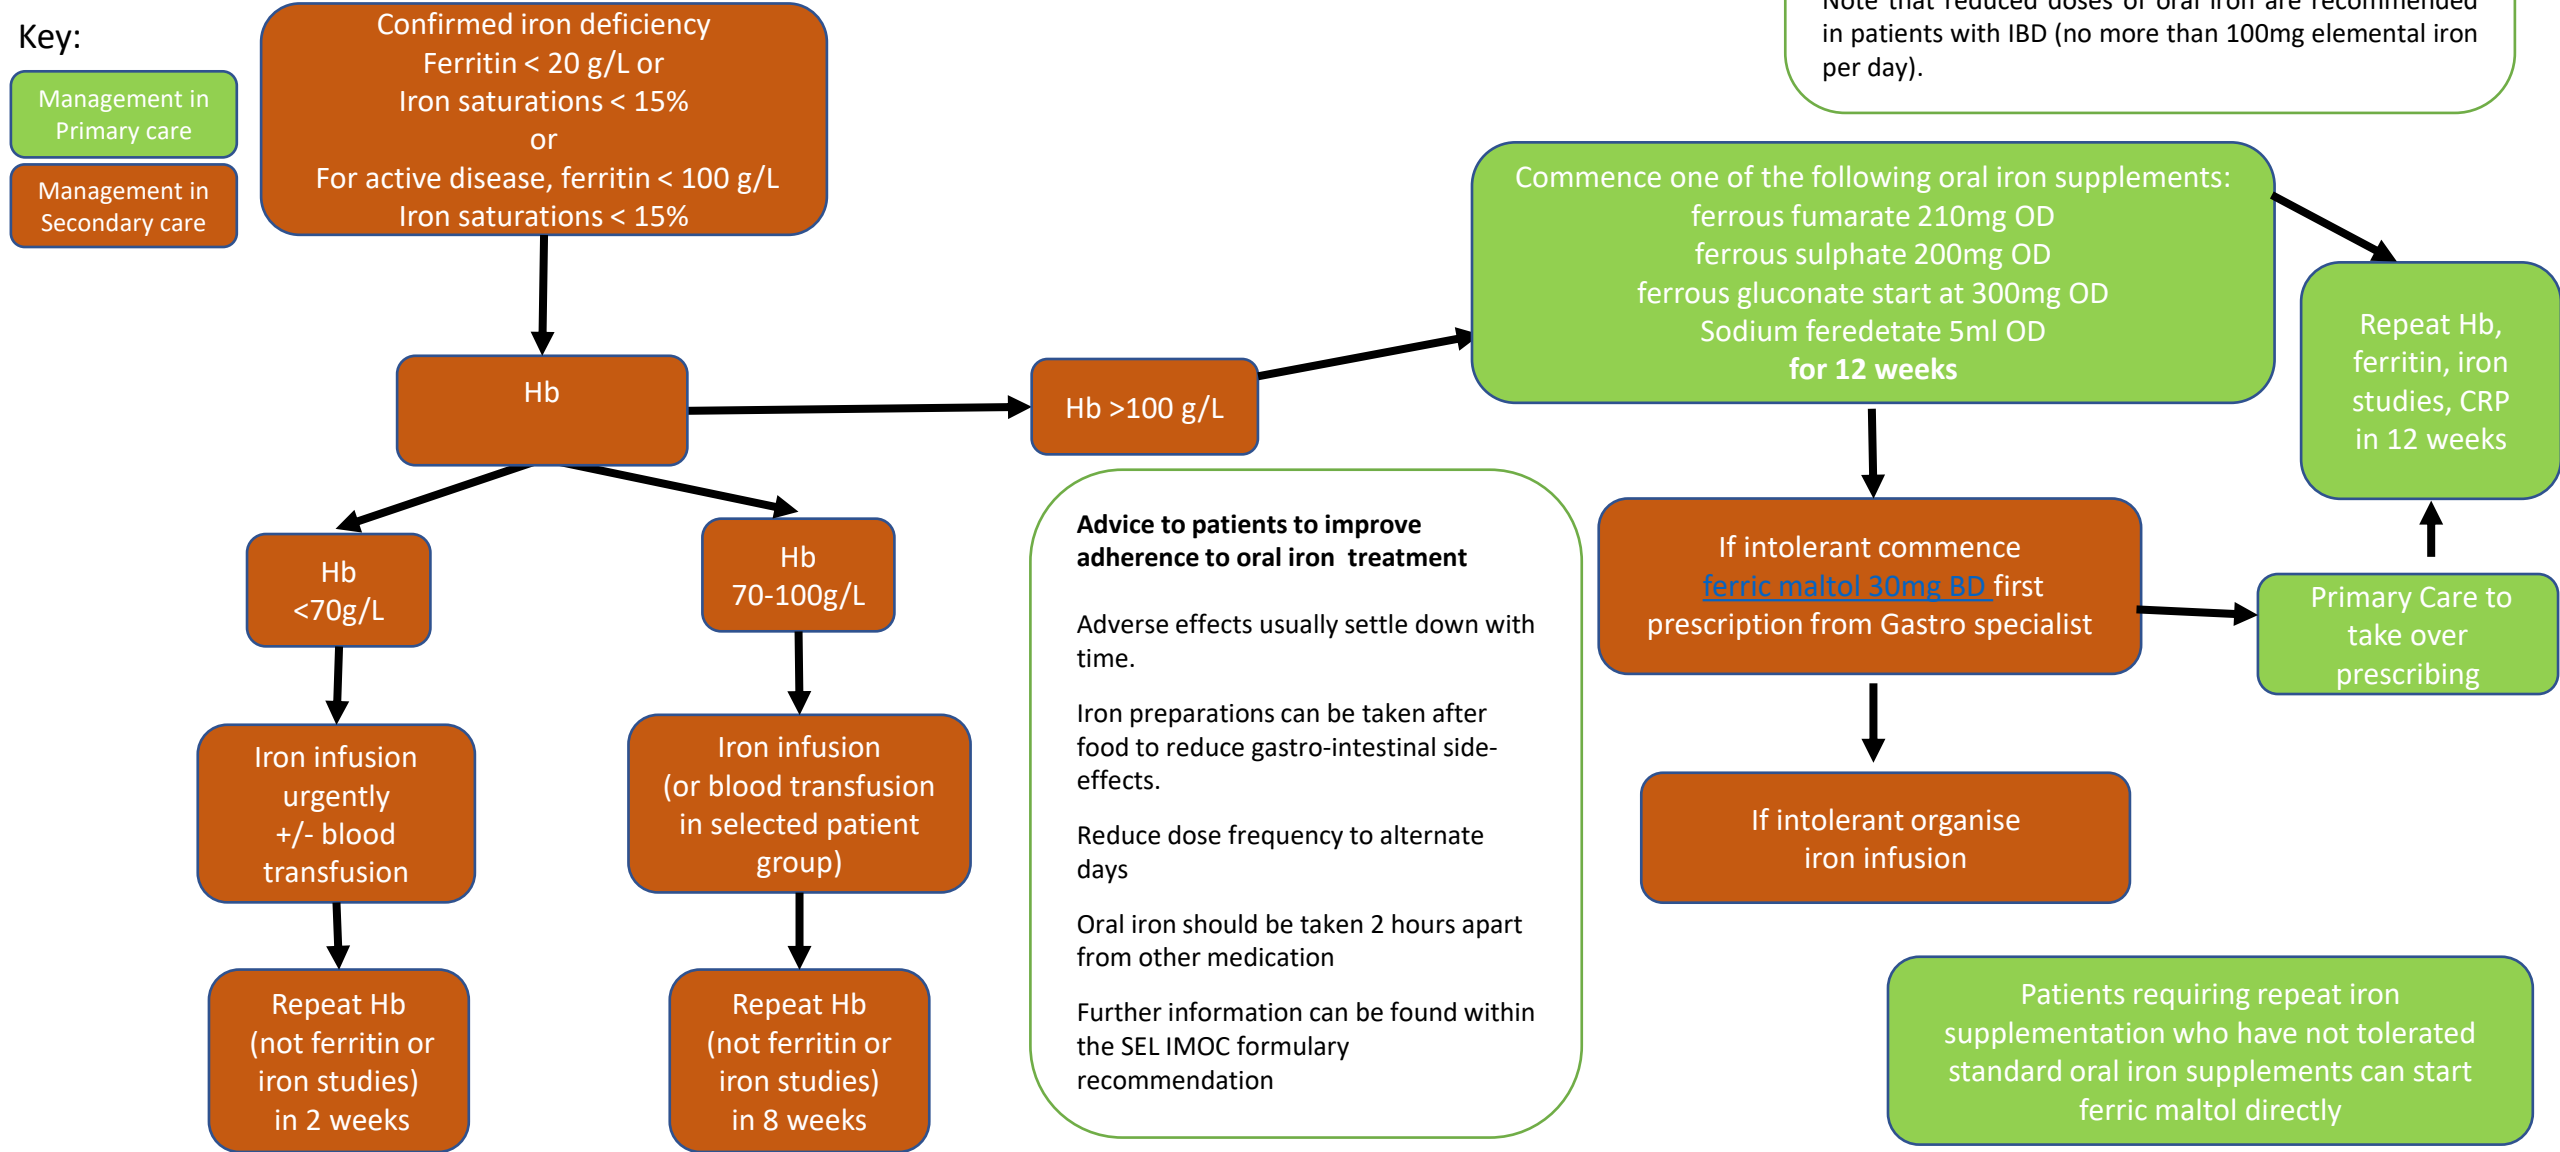 Key:
Management in
Primary care
Management in
Secondary care
Confirmed iron deficiency
Ferritin < 20 g/L or
Iron saturations < 15%
or
For active disease, ferritin < 100 g/L
Iron saturations < 15%
Note that reduced doses of oral iron are recommended
in patients with IBD (no more than 100mg elemental iron
per day).
Hb
Hb >100 g/L
Commence one of the following oral iron supplements:
ferrous fumarate 210mg OD
ferrous sulphate 200mg OD
ferrous gluconate start at 300mg OD
Sodium feredetate 5ml OD
for 12 weeks
Repeat Hb,
ferritin, iron
studies, CRP
in 12 weeks
Hb
<70g/L
Hb
70-100g/L
Iron infusion
urgently
+/- blood
transfusion
Iron infusion
(or blood transfusion
in selected patient
group)
Repeat Hb
(not ferritin or
iron studies)
in 2 weeks
Repeat Hb
(not ferritin or
iron studies)
in 8 weeks
Advice to patients to improve
adherence to oral iron treatment
Adverse effects usually settle down with
time.
Iron preparations can be taken after
food to reduce gastro-intestinal side-
effects.
Reduce dose frequency to alternate
days
Oral iron should be taken 2 hours apart
from other medication
Further information can be found within
the SEL IMOC formulary
recommendation
If intolerant commence
ferric maltol 30mg BD first
prescription from Gastro specialist
Primary Care to
take over
prescribing
If intolerant organise
iron infusion
Patients requiring repeat iron
supplementation who have not tolerated
standard oral iron supplements can start
ferric maltol directly